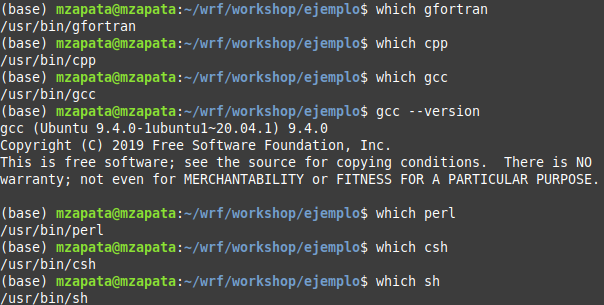 (base) mzapata@mzapata:~/wrf/workshop/ejemplo$ which gfortran
/usr/bin/gfortran
(base) mzapata@mzapata:~/wrf/workshop/ejemplo$ which cpp
/usr/bin/cpp
(base) mzapata@mzapata:~/wrf/workshop/ejemplo$ which gcc
/usr/bin/gcc
(base) mzapata@mzapata:~/wrf/workshop/ejemplo$ gcc --version
gcc (Ubuntu 9.4.0-1ubuntu1~20.04.1) 9.4.0
Copyright (C) 2019 Free Software Foundation, Inc.
This is free software; see the source for copying conditions.  There is NO
warranty; not even for MERCHANTABILITY or FITNESS FOR A PARTICULAR PURPOSE.
(base) mzapata@mzapata:~/wrf/workshop/ejemplo$ which perl
/usr/bin/perl
(base) mzapata@mzapata:~/wrf/workshop/ejemplo$ which csh
/usr/bin/csh
(base) mzapata@mzapata:~/wrf/workshop/ejemplo$ which sh
/usr/bin/sh